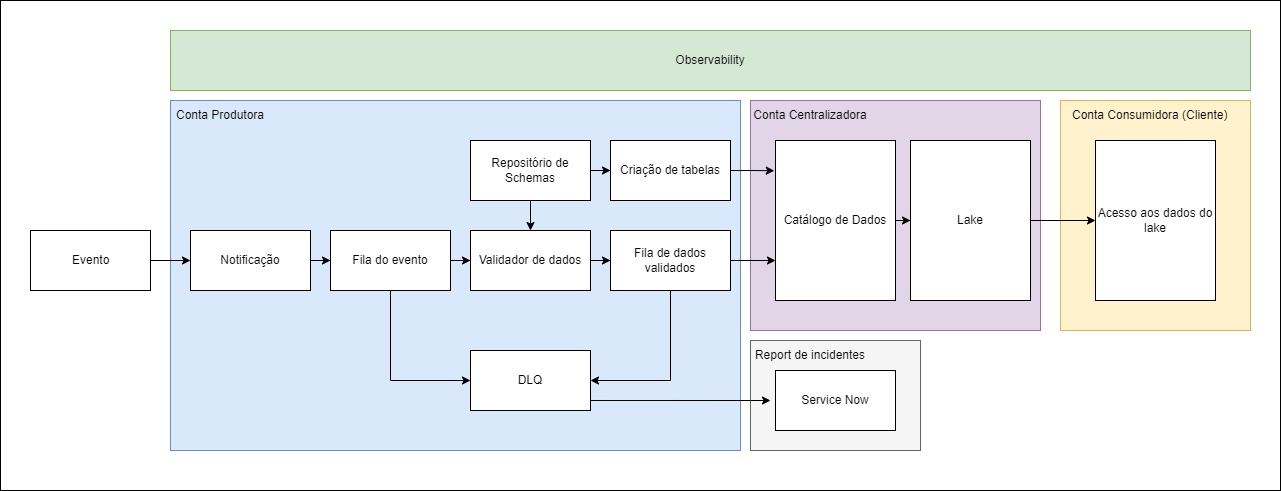 Observability
Conta Produtora
Conta Centralizadora
Conta Consumidora (Cliente)
Repositório de
Schemas
Criação de tabelas
Catálogo de Dados
Lake
Acesso aos dados do
lake
Evento
Notificação
Fila do evento
Validador de dados
Fila de dados
validados
DLQ
Report de incidentes
Service Now